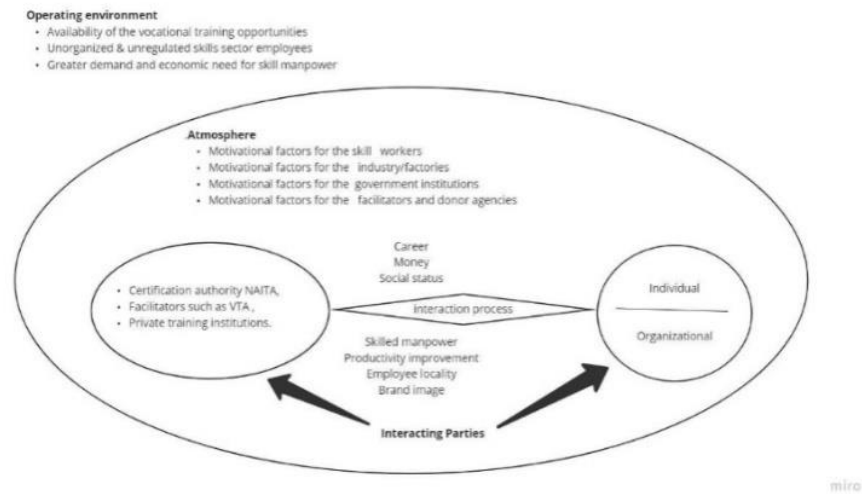 Operating environment
• Availability of the vocational training opportunities
• Unorganized & unregulated skills sector employees
• Greater demand and economic need for skill manpower
Atmosphere
• Motivational factors for the skill workers
• Motivational factors for the industry/factories
• Motivational factors for the government institutions
• Motivational factors for the facilitators and donor agencies
Career
Money
Social status
• Certification authority NAITA,
• Facilitators such as VTA ,
• Private training institutions.
interaction process
Individual
Organizational
Skilled manpower
Productivity improvement
Employee locality
Brand image
Interacting Parties
miro